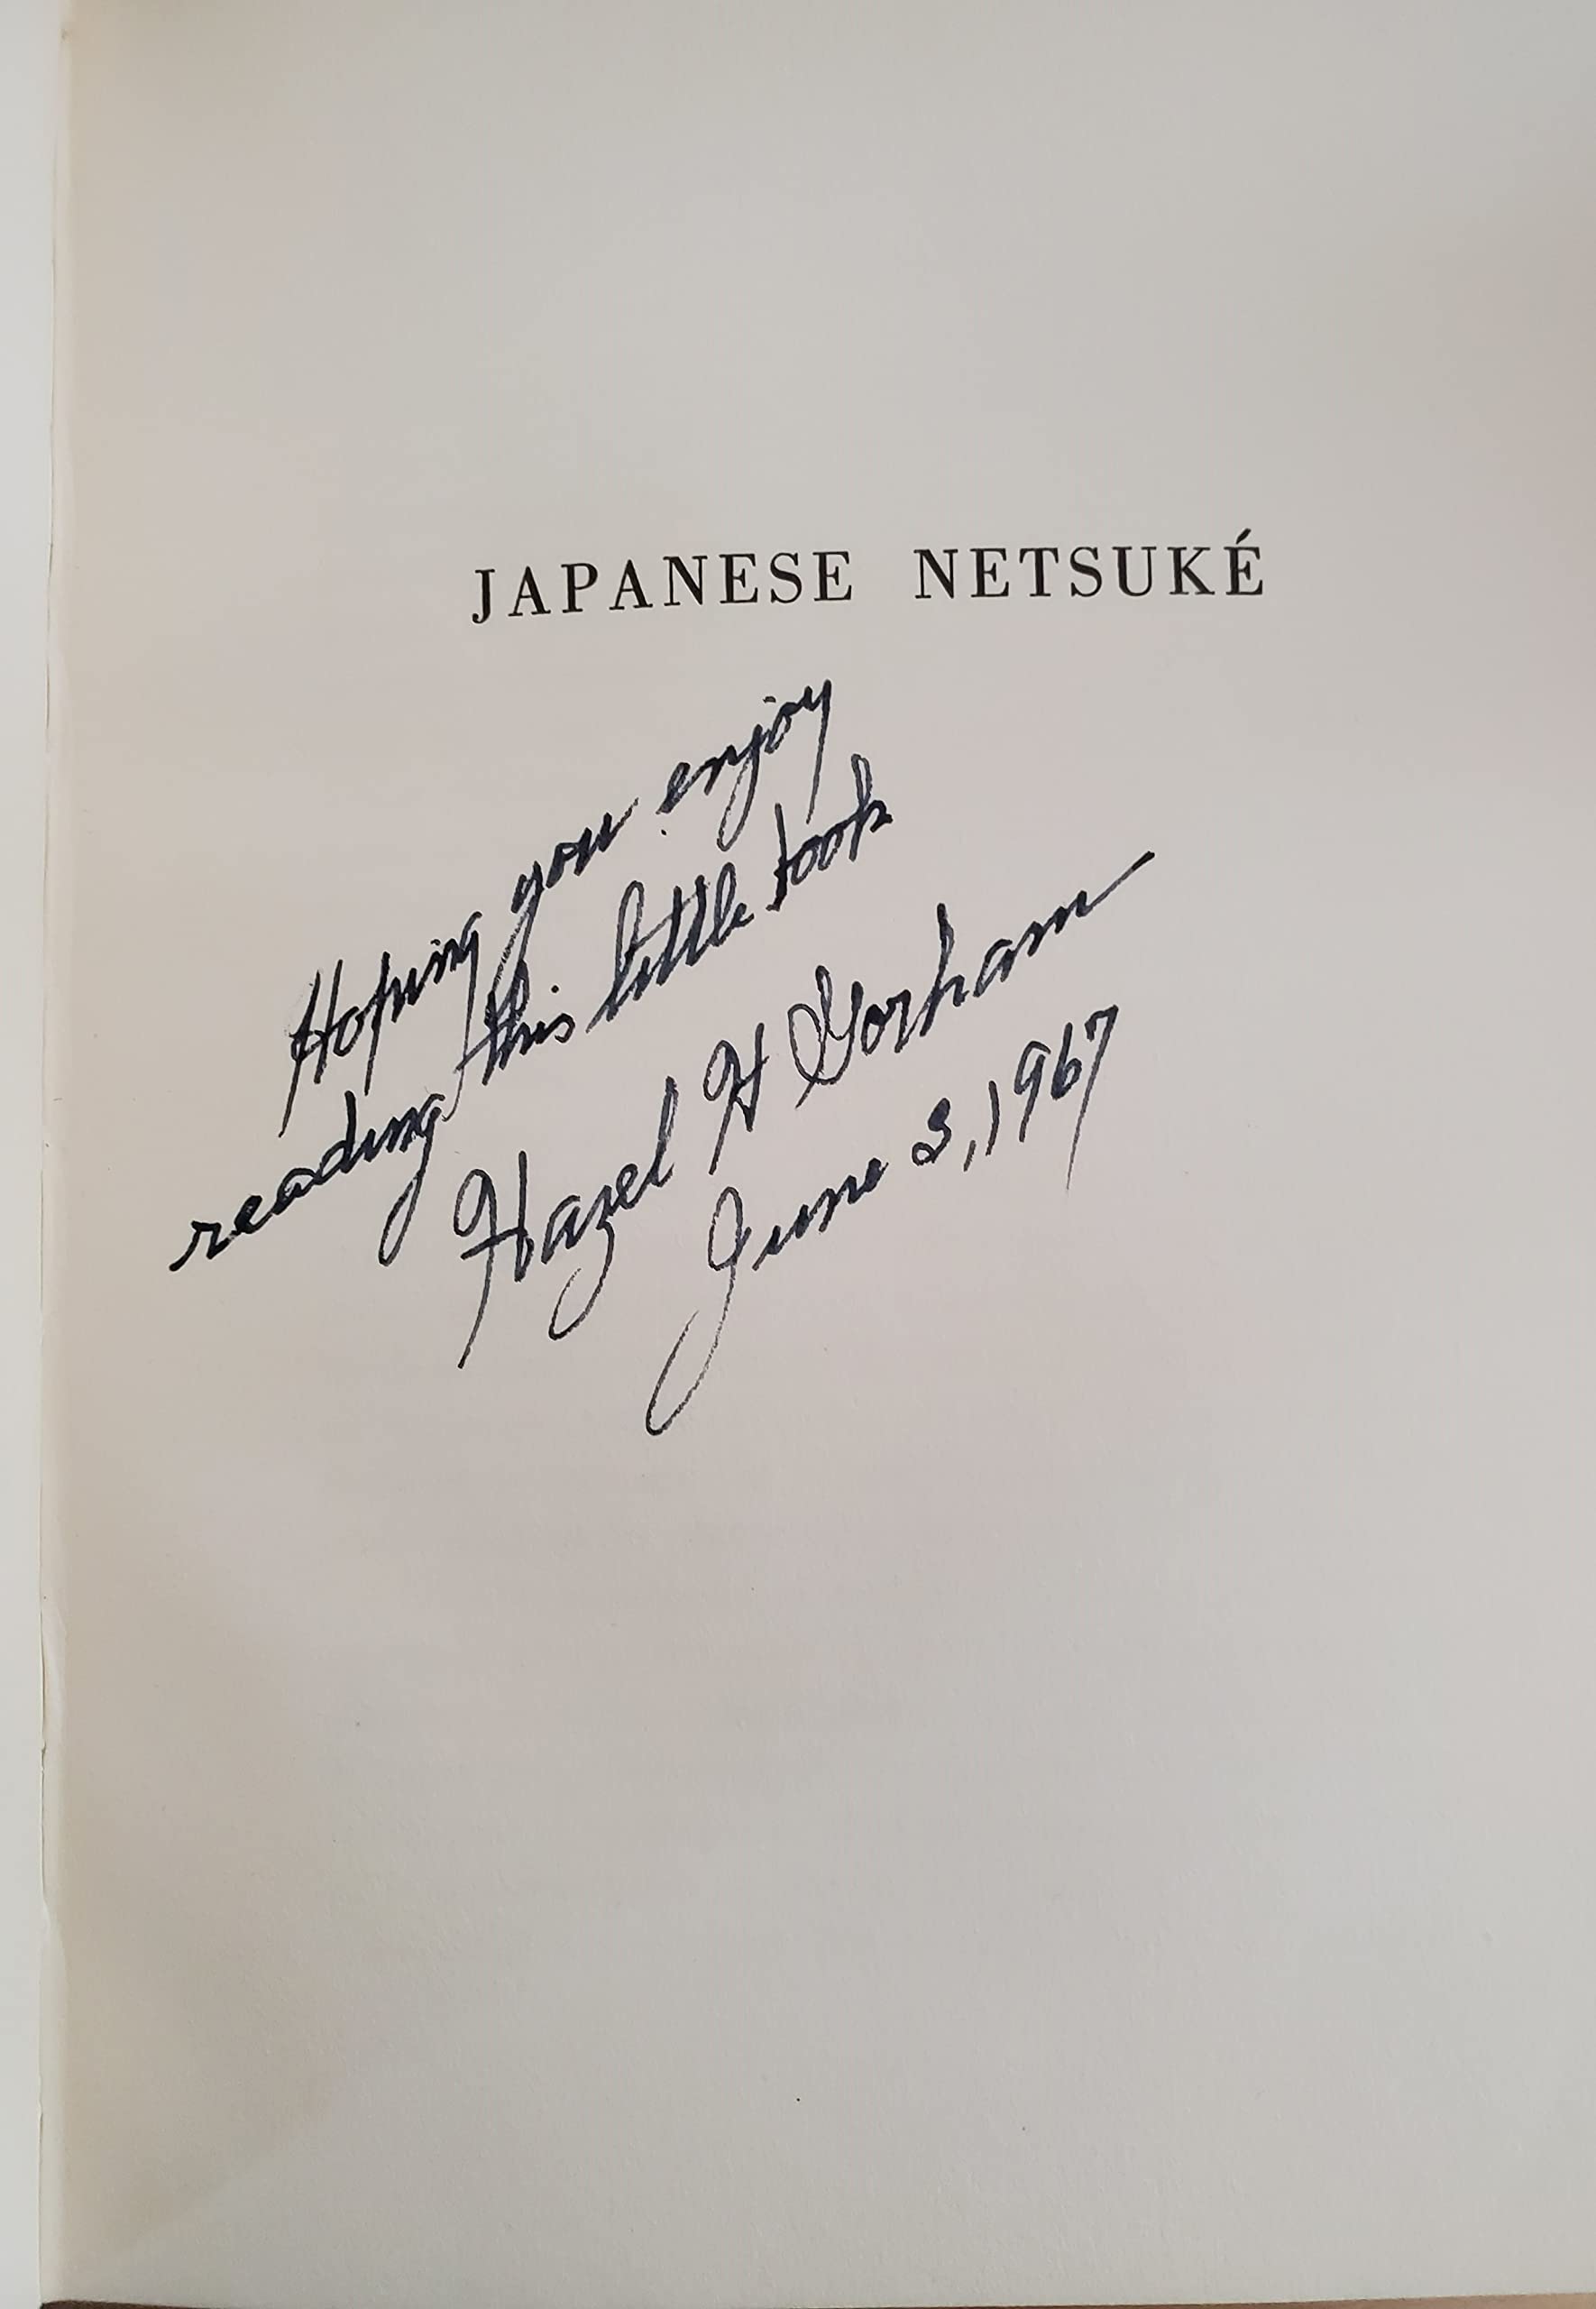 JAPANESE NETSUKÉ
Hoping you enjoy
reading this little book
Hazel H Gorham
June 3, 1967